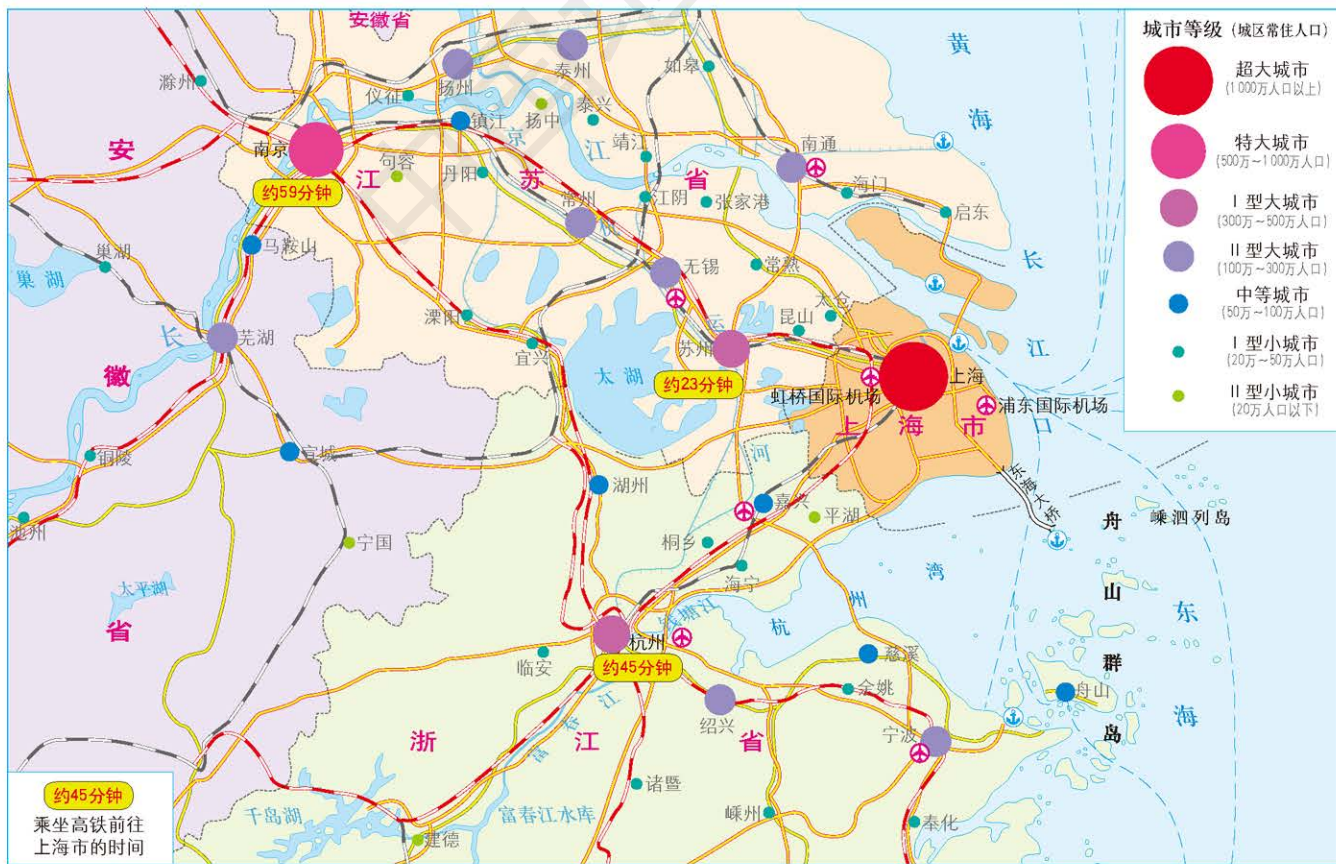 安徽省
黄
海
滁州
仪征
扬州
泰州
如皋
泰兴
镇江
扬中
京
江
靖江
南通
南京
句容
丹阳
江
苏
省
安
约59分钟
江阴
张家港
海门
启东
常州
杭
马鞍山
巢湖
巢湖
无锡
常熟
长
太仓
运
昆山
溧阳
宜兴
太湖
苏州
长
芜湖
江
徽
约23分钟
上海
虹桥国际机场
浦东国际机场
口
上海市
铜陵
宣城
河
东海大桥
湖州
嘉兴
平湖
舟
嵊泗列岛
池州
宁国
桐乡
海宁
湾
太平湖
山
省
钱塘江
州
杭
东
杭州
临安
慈溪
群
约45分钟
余姚
舟山
海
绍兴
宁波
岛
浙
江
省
富春江
诸暨
千岛湖
富春江水库
嵊州
奉化
建德
城市等级(城区常住人口)
超大城市
(1000万人口以上)
特大城市
(500万～1000万人口)
Ⅰ型大城市
(300万～500万人口)
Ⅱ型大城市
(100万～300万人口)
中等城市
(50万～100万人口)
Ⅰ型小城市
(20万～50万人口)
Ⅱ型小城市
(20万人口以下)
约45分钟
乘坐高铁前往
上海市的时间